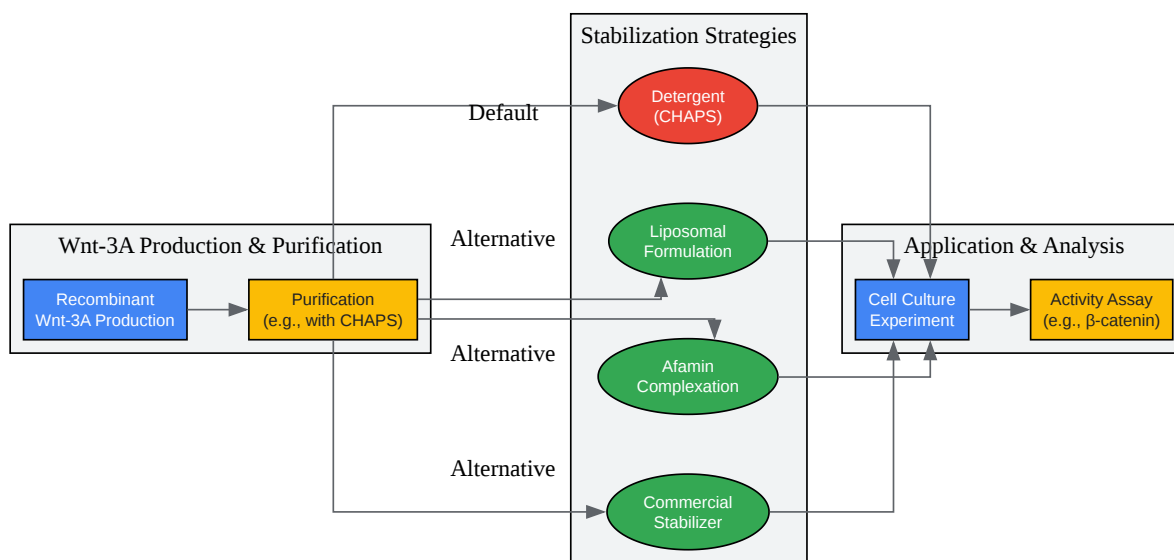 Stabilization Strategies
Detergent
(CHAPS)
Default
Liposomal
Formulation
Alternative
Wnt-3A Production & Purification
Application & Analysis
Recombinant
Wnt-3A Production
Purification
(e.g., with CHAPS)
Cell Culture
Experiment
Activity Assay
(e.g., β-catenin)
Alternative
Afamin
Complexation
Alternative
Commercial
Stabilizer